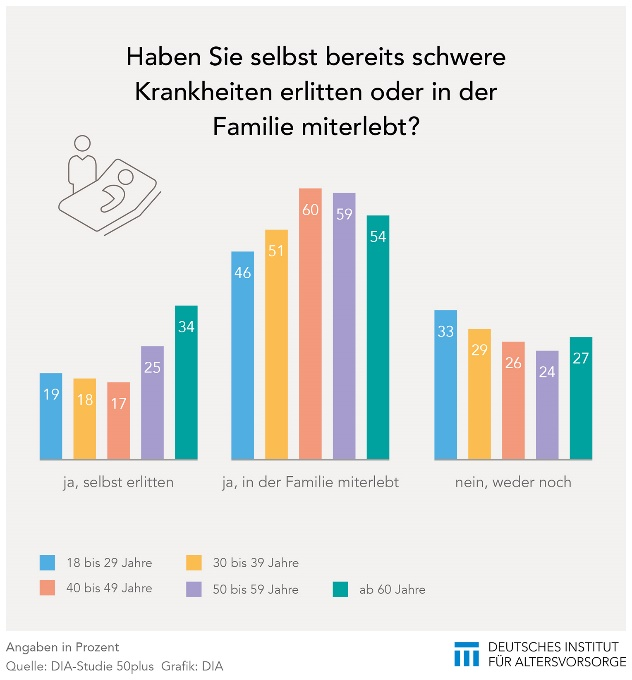 Haben Sie selbst bereits schwere
Krankheiten erlitten oder in der
Familie miterlebt?
19
18
17
25
34
46
51
60
59
54
33
29
26
24
27
ja, selbst erlitten
ja, in der Familie miterlebt
nein, weder noch
18 bis 29 Jahre
30 bis 39 Jahre
40 bis 49 Jahre
50 bis 59 Jahre
ab 60 Jahre
Angaben in Prozent
Quelle: DIA-Studie 50plus Grafik: DIA
DEUTSCHES INSTITUT
FÜR ALTERSVORSORGE